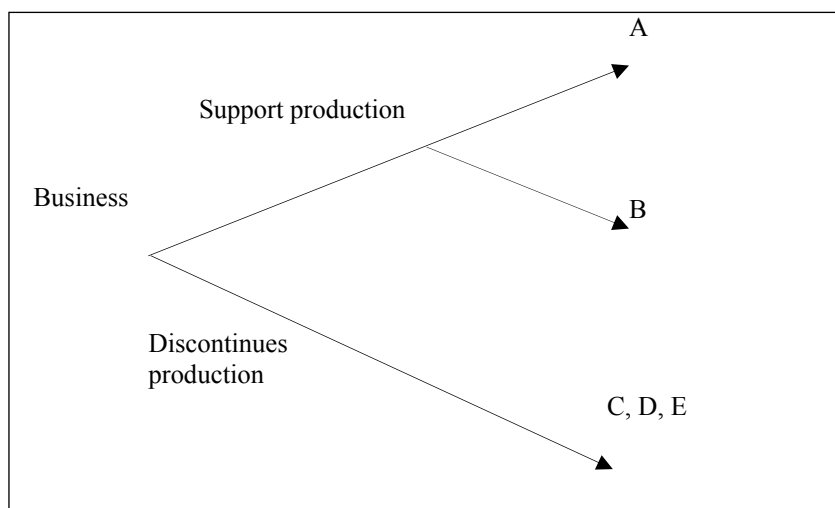 A
Support production
Business
B
Discontinues
production
C, D, E